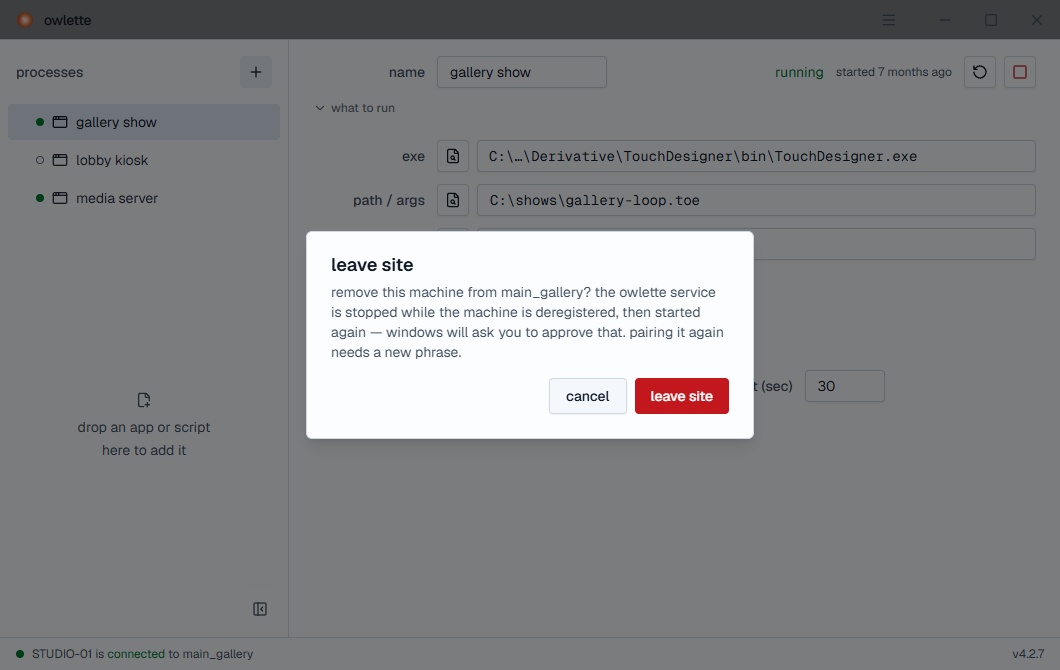 owlette
processes
name
gallery show
running
started 7 months ago
what to run
gallery show
lobby kiosk
media server
exe
C:\…\Derivative\TouchDesigner\bin\TouchDesigner.exe
path / args
C:\shows\gallery-loop.toe
leave site
remove this machine from main_gallery? the owlette service
is stopped while the machine is deregistered, then started
again — windows will ask you to approve that. pairing it again
needs a new phrase.
cancel
leave site
(sec)
30
drop an app or script
here to add it
STUDIO-01 is connected to main_gallery
v4.2.7